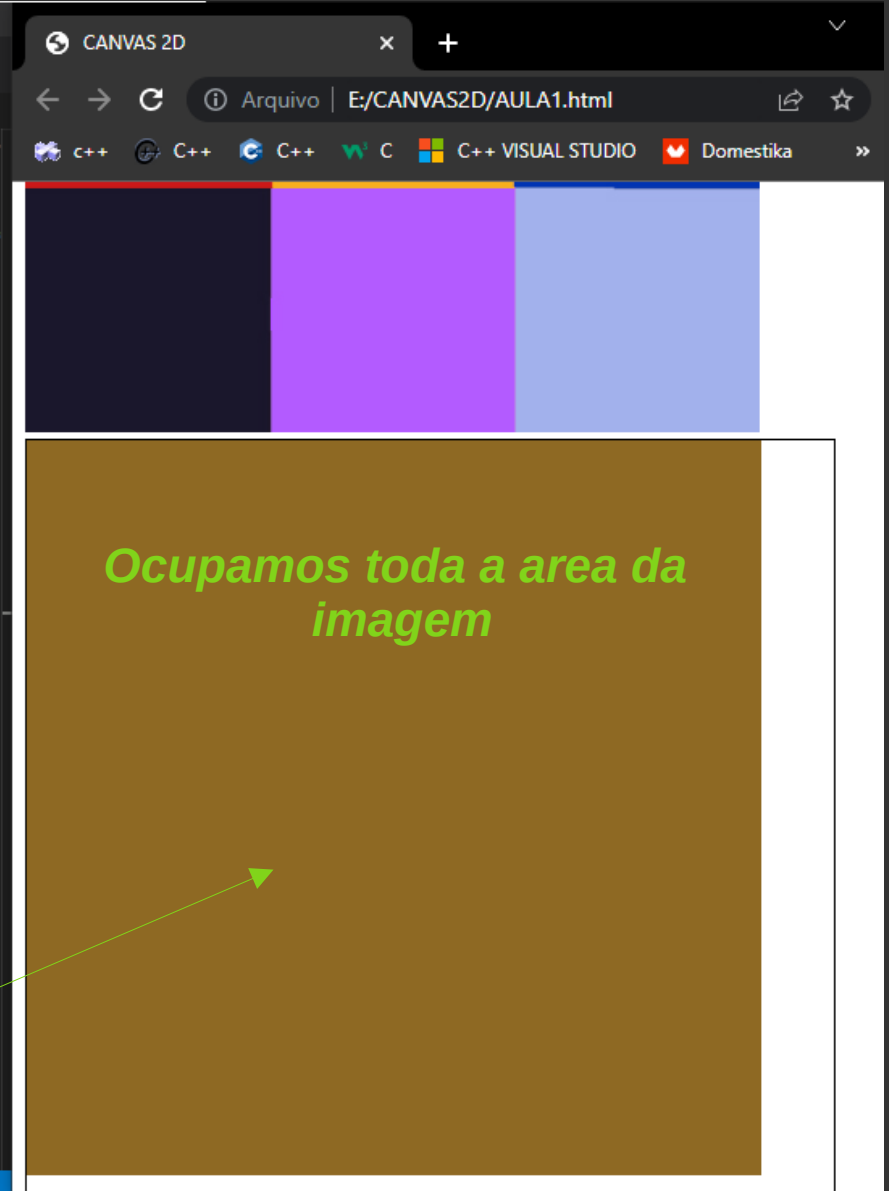 CANVAS 2D
Arquivo | E:/CANVAS2D/AULA1.html
c++ C++ C++ C C++ VISUAL STUDIO Domestika »
Ocupamos toda a area da
imagem